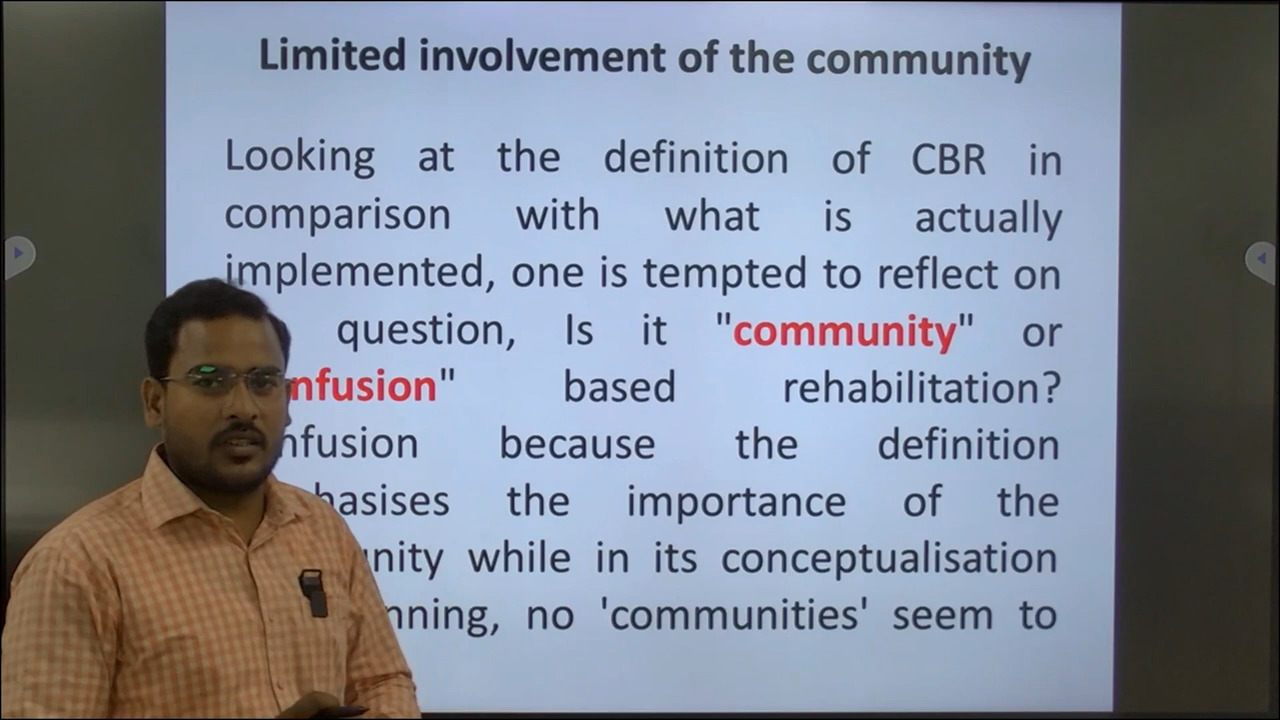 Limited involvement of the community
Looking at the definition of CBR in
comparison with what is actually
implemented, one is tempted to reflect on
question, Is it "community" or
nfusion" based rehabilitation?
nfusion because the definition
hasises the importance of the
nity while in its conceptualisation
nning, no 'communities' seem to